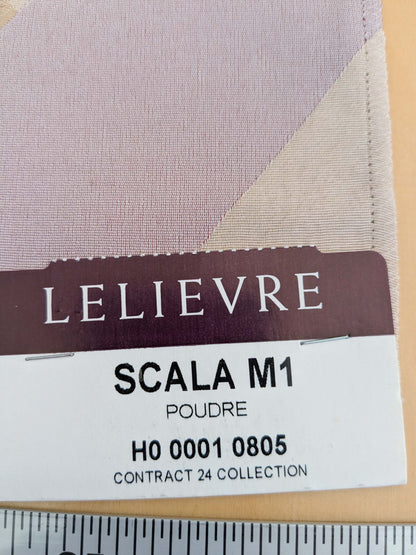 LELIEVRE
SCALA M1
POUDRE
H0 0001 0805
CONTRACT 24 COLLECTION